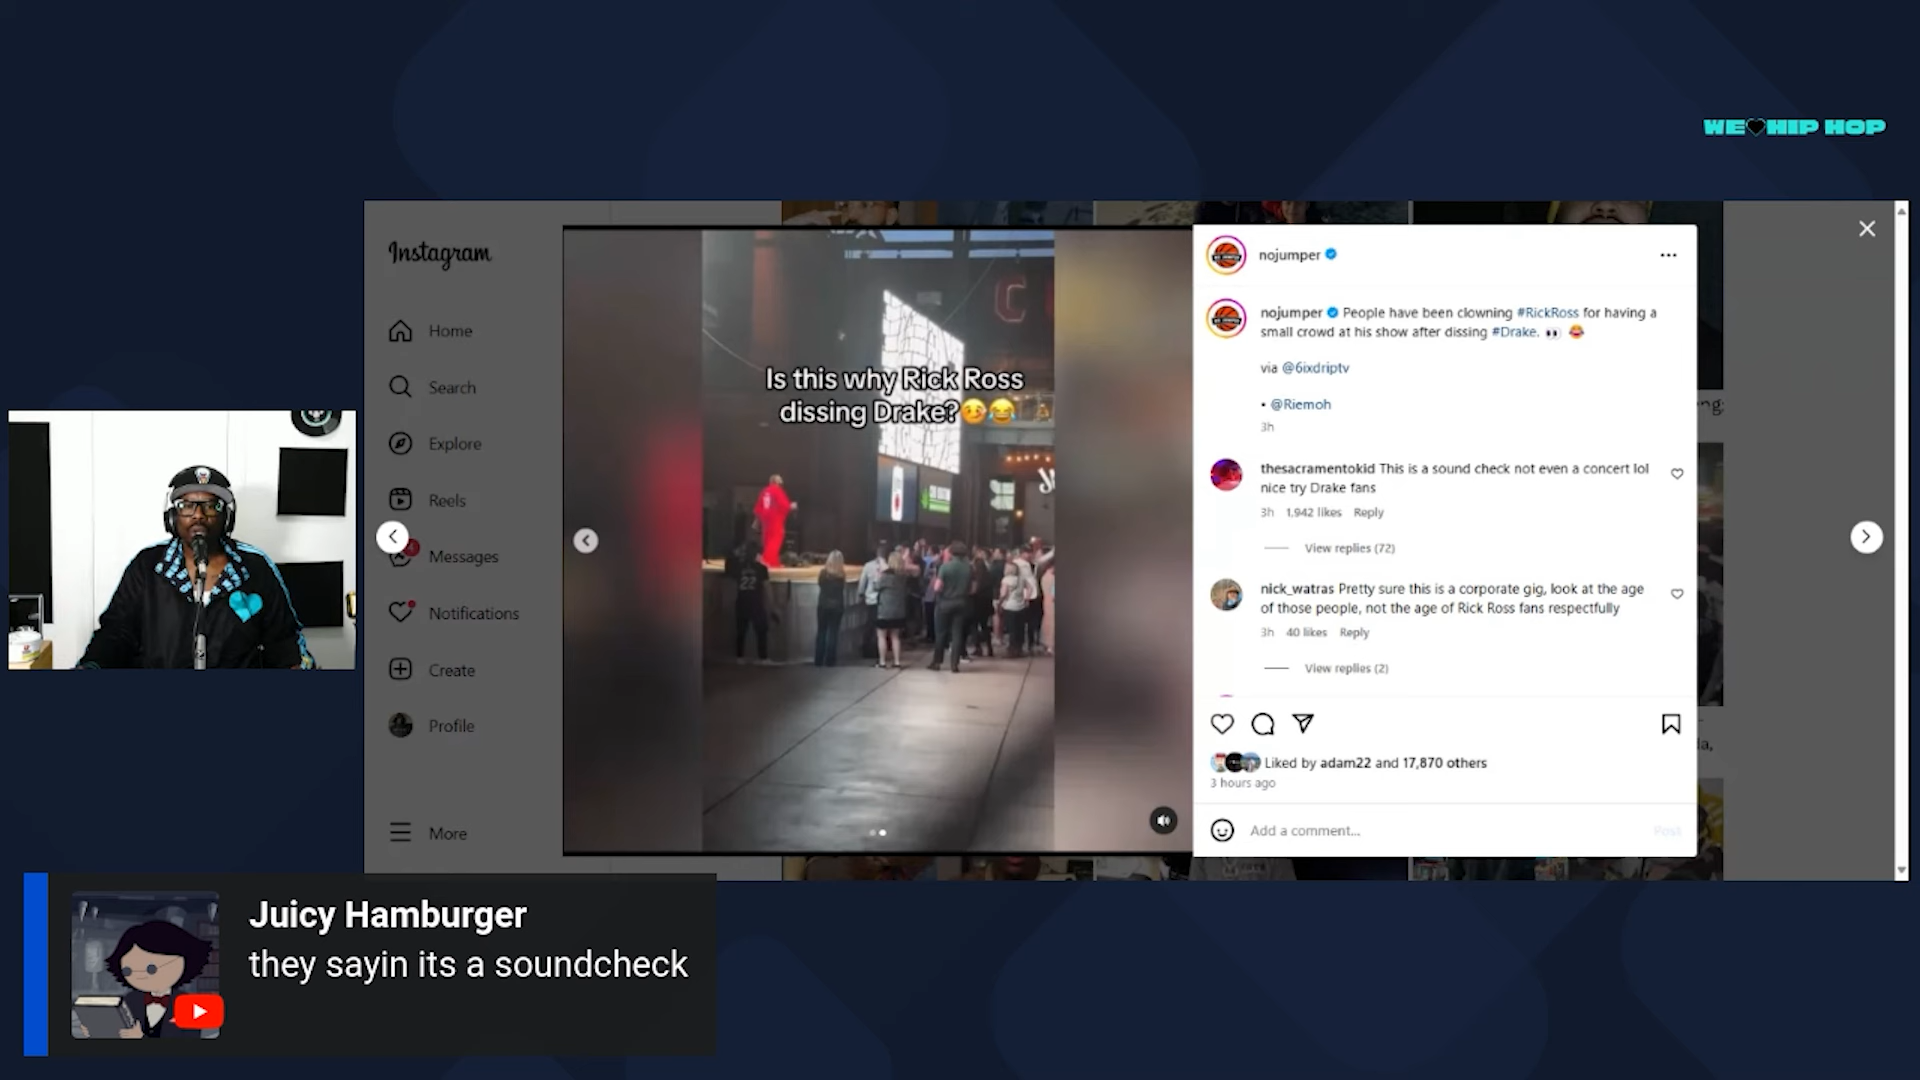 WE HIP HOP
Instagram
Home
Search
Explore
Reels
Messages
Notifications
Create
Profile
More
Is this why Rick Ross
dissing Drake?😏😂
22
nojumper
nojumper People have been clowning #RickRoss for having a
small crowd at his show after dissing #Drake. 👀 😂
via @6ixdriptv
• @Riemoh
3h
thesacramentokid This is a sound check not even a concert lol
nice try Drake fans
3h 1,942 likes Reply
View replies (72)
nick_watras Pretty sure this is a corporate gig, look at the age
of those people, not the age of Rick Ross fans respectfully
3h 40 likes Reply
View replies (2)
Liked by adam22 and 17,870 others
3 hours ago
Add a comment...
Post
Juicy Hamburger
they sayin its a soundcheck